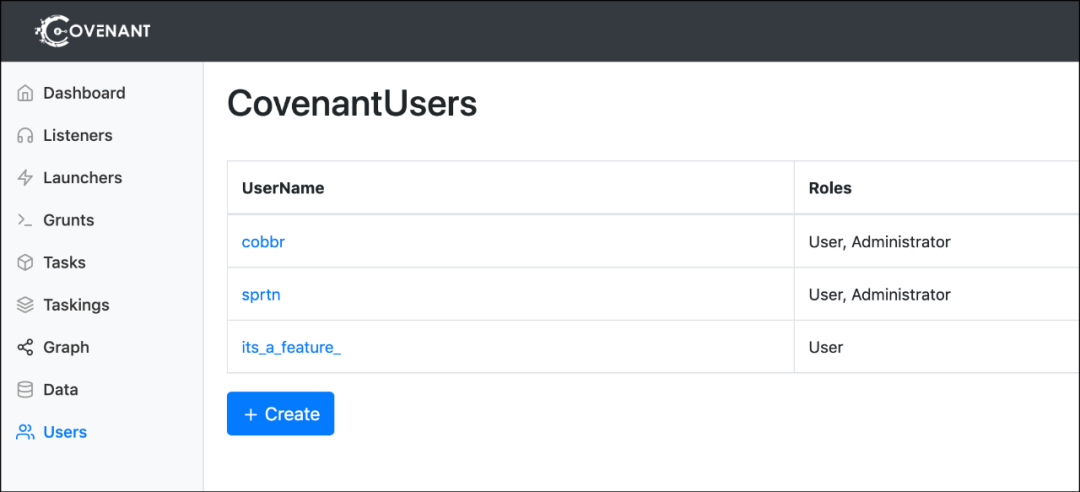 COVENANT
Dashboard
Listeners
Launchers
Grunts
Tasks
Taskings
Graph
Data
Users
CovenantUsers
UserName Roles
cobbr User, Administrator
sprtn User, Administrator
its_a_feature_ User
+ Create